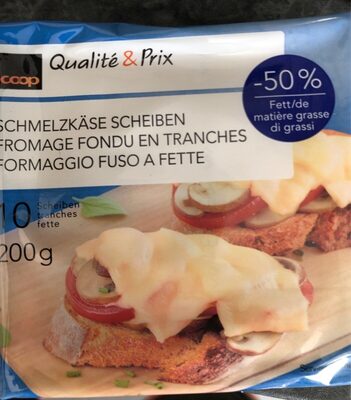 coop
Qualité & Prix
-50%
Fett/de
matière grasse
di grassi
SCHMELZKÄSE SCHEIBEN
FROMAGE FONDU EN TRANCHES
FORMAGGIO FUSO A FETTE
10 Scheiben
tranches
fette
200g